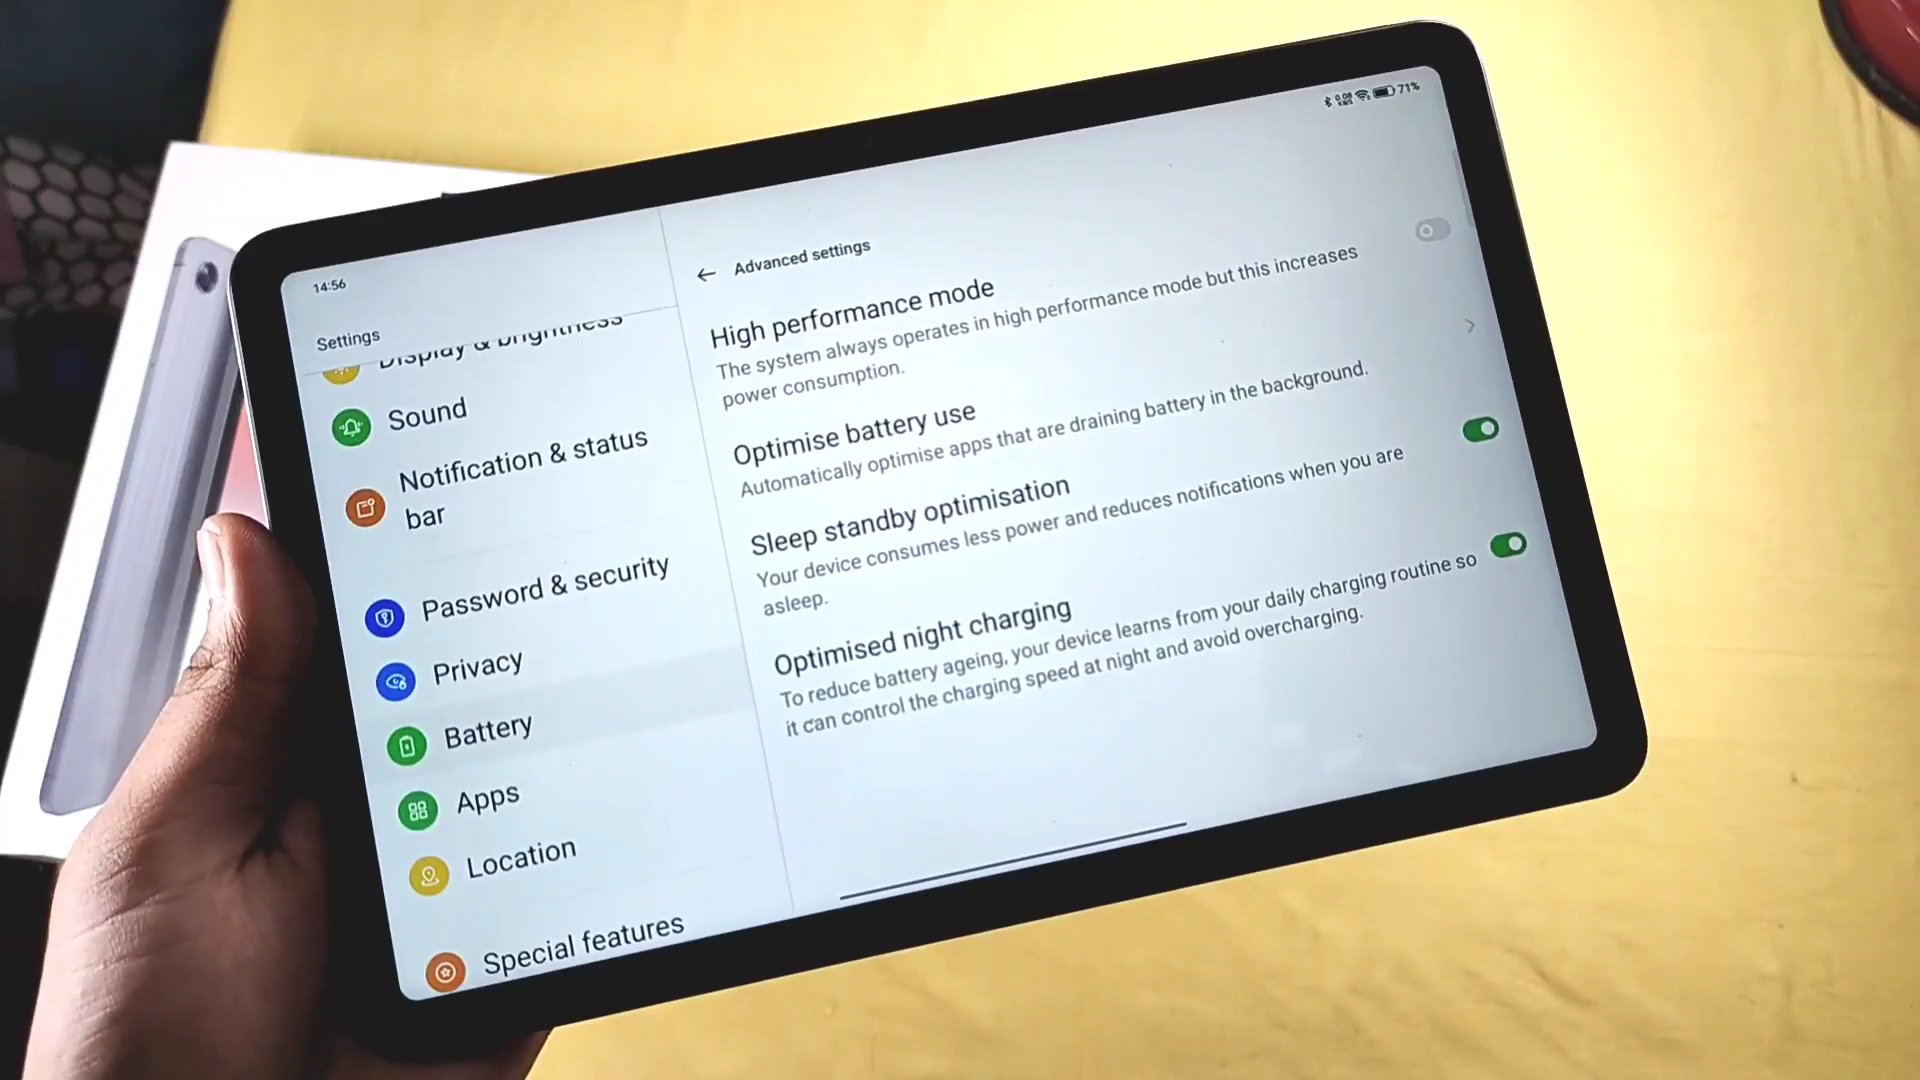 71%
14:56
Settings
Display & brightness
Sound
Notification & status
bar
Password & security
Privacy
Battery
Apps
Location
Special features
Advanced settings
High performance mode
The system always operates in high performance mode but this increases
power consumption.
Optimise battery use
Automatically optimise apps that are draining battery in the background.
Sleep standby optimisation
Your device consumes less power and reduces notifications when you are
asleep.
Optimised night charging
To reduce battery ageing, your device learns from your daily charging routine so
it can control the charging speed at night and avoid overcharging.